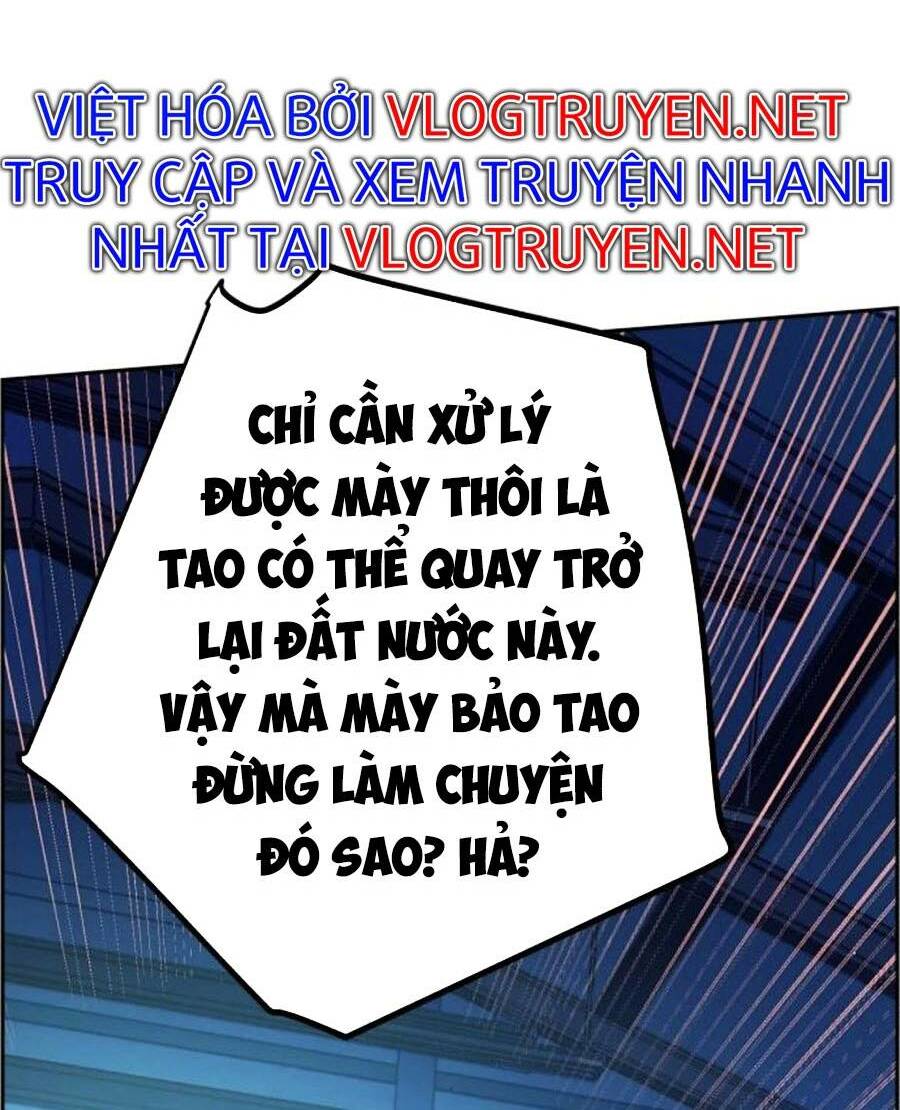 VIỆT HÓA BỞI VLOGTRUYEN.NET
TRUY CẬP VÀ XEM TRUYỆN NHANH
NHẤT TẠI VLOGTRUYEN.NET
CHỈ CẦN XỬ LÝ
ĐƯỢC MÀY THÔI LÀ
TAO CÓ THỂ QUAY TRỞ
LẠI ĐẤT NƯỚC NÀY.
VẬY MÀ MÀY BẢO TAO
ĐỪNG LÀM CHUYỆN
ĐÓ SAO? HẢ?